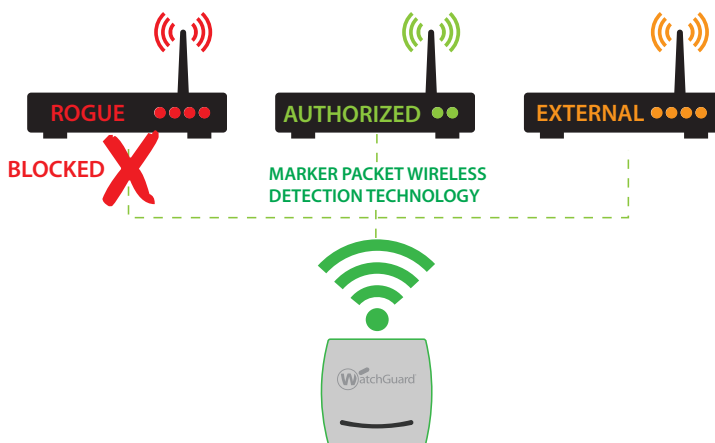 ROGUE
AUTHORIZED
EXTERNAL
BLOCKED
MARKER PACKET WIRELESS
DETECTION TECHNOLOGY
WatchGuard